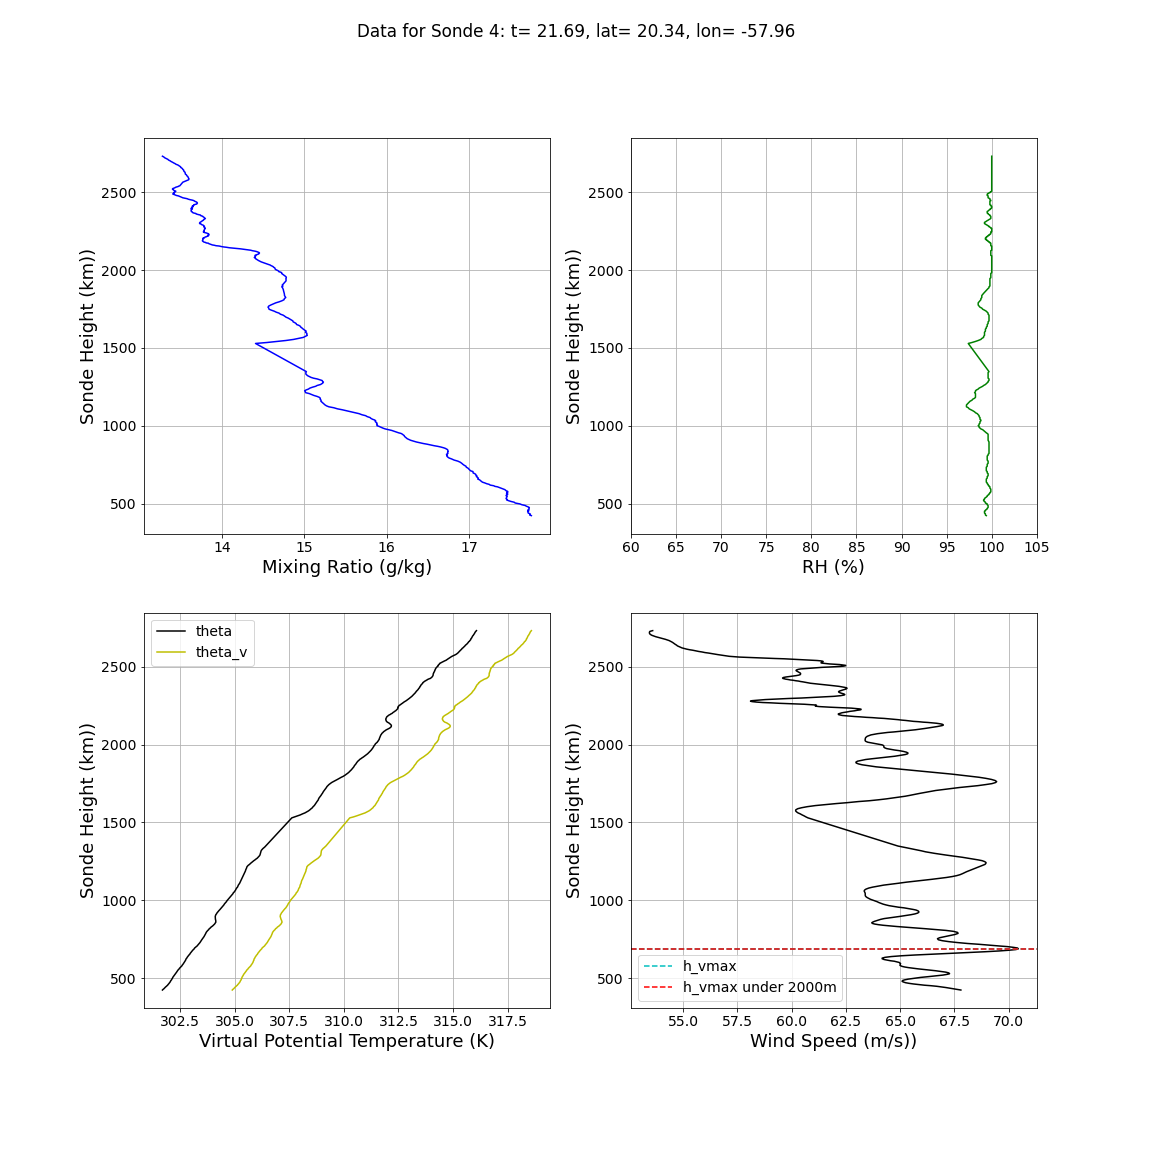 Data for Sonde 4: t= 21.69, lat= 20.34, lon= -57.96
Sonde Height (km))
2500
2000
1500
1000
500
14 15 16 17
Mixing Ratio (g/kg)
Sonde Height (km))
2500
2000
1500
1000
500
60 65 70 75 80 85 90 95 100 105
RH (%)
Sonde Height (km))
theta
theta_v
2500
2000
1500
1000
500
302.5 305.0 307.5 310.0 312.5 315.0 317.5
Virtual Potential Temperature (K)
Sonde Height (km))
2500
2000
1500
1000
500
h_vmax
h_vmax under 2000m
55.0 57.5 60.0 62.5 65.0 67.5 70.0
Wind Speed (m/s))